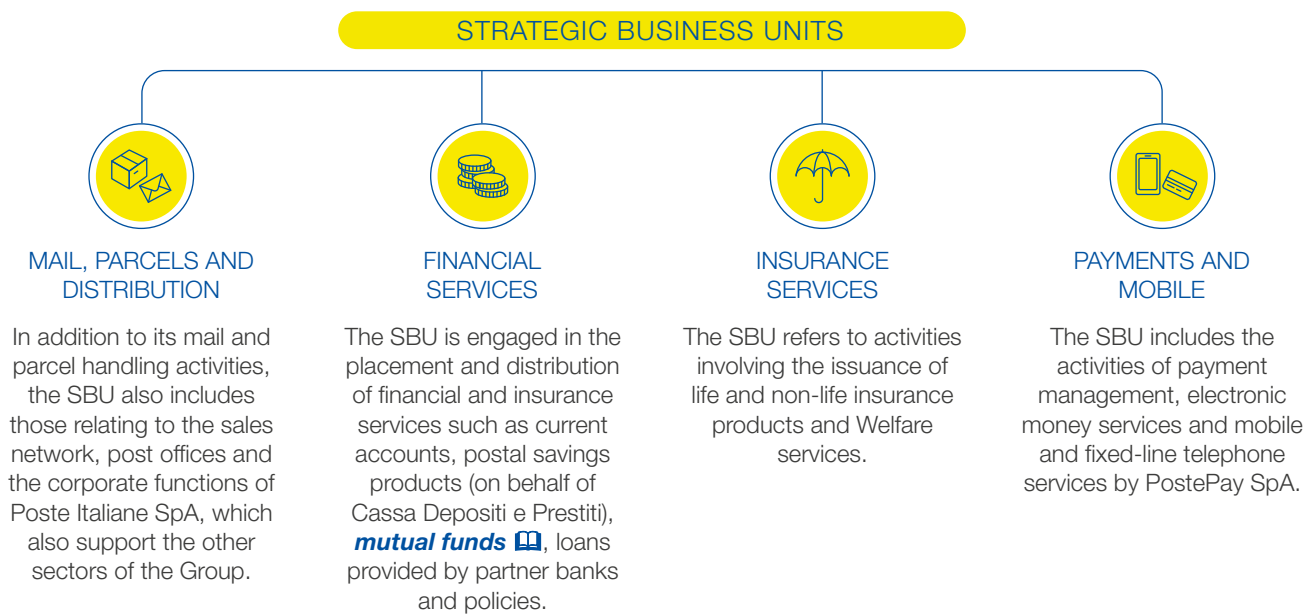 STRATEGIC BUSINESS UNITS
MAIL, PARCELS AND
DISTRIBUTION
In addition to its mail and
parcel handling activities,
the SBU also includes
those relating to the sales
network, post offices and
the corporate functions of
Poste Italiane SpA, which
also support the other
sectors of the Group.
FINANCIAL
SERVICES
The SBU is engaged in the
placement and distribution
of financial and insurance
services such as current
accounts, postal savings
products (on behalf of
Cassa Depositi e Prestiti),
mutual funds, loans
provided by partner banks
and policies.
INSURANCE
SERVICES
The SBU refers to activities
involving the issuance of
life and non-life insurance
products and Welfare
services.
PAYMENTS AND
MOBILE
The SBU includes the
activities of payment
management, electronic
money services and mobile
and fixed-line telephone
services by PostePay SpA.